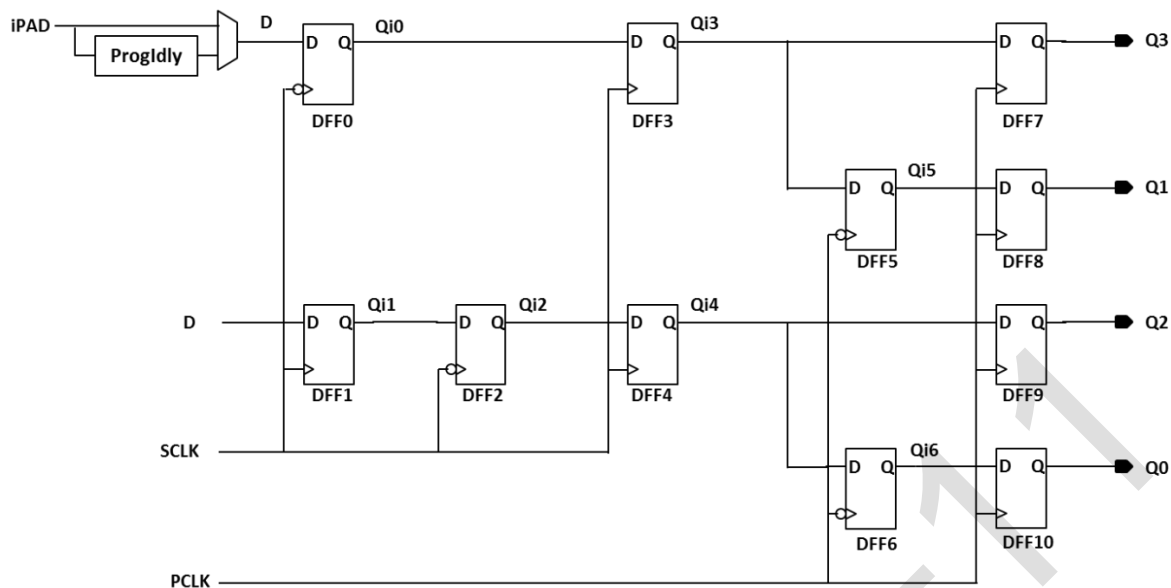 iPAD
D
Qi0
Qi3
Q3
ProgIdly
D Q
D Q
D Q
DFF0
DFF3
DFF7
Qi5
Q1
D Q
D Q
DFF5
DFF8
D
Qi1
Qi2
Qi4
Q2
D Q
D Q
D Q
D Q
DFF1
DFF2
DFF4
DFF9
SCLK
Qi6
Q0
D Q
D Q
DFF6
DFF10
PCLK